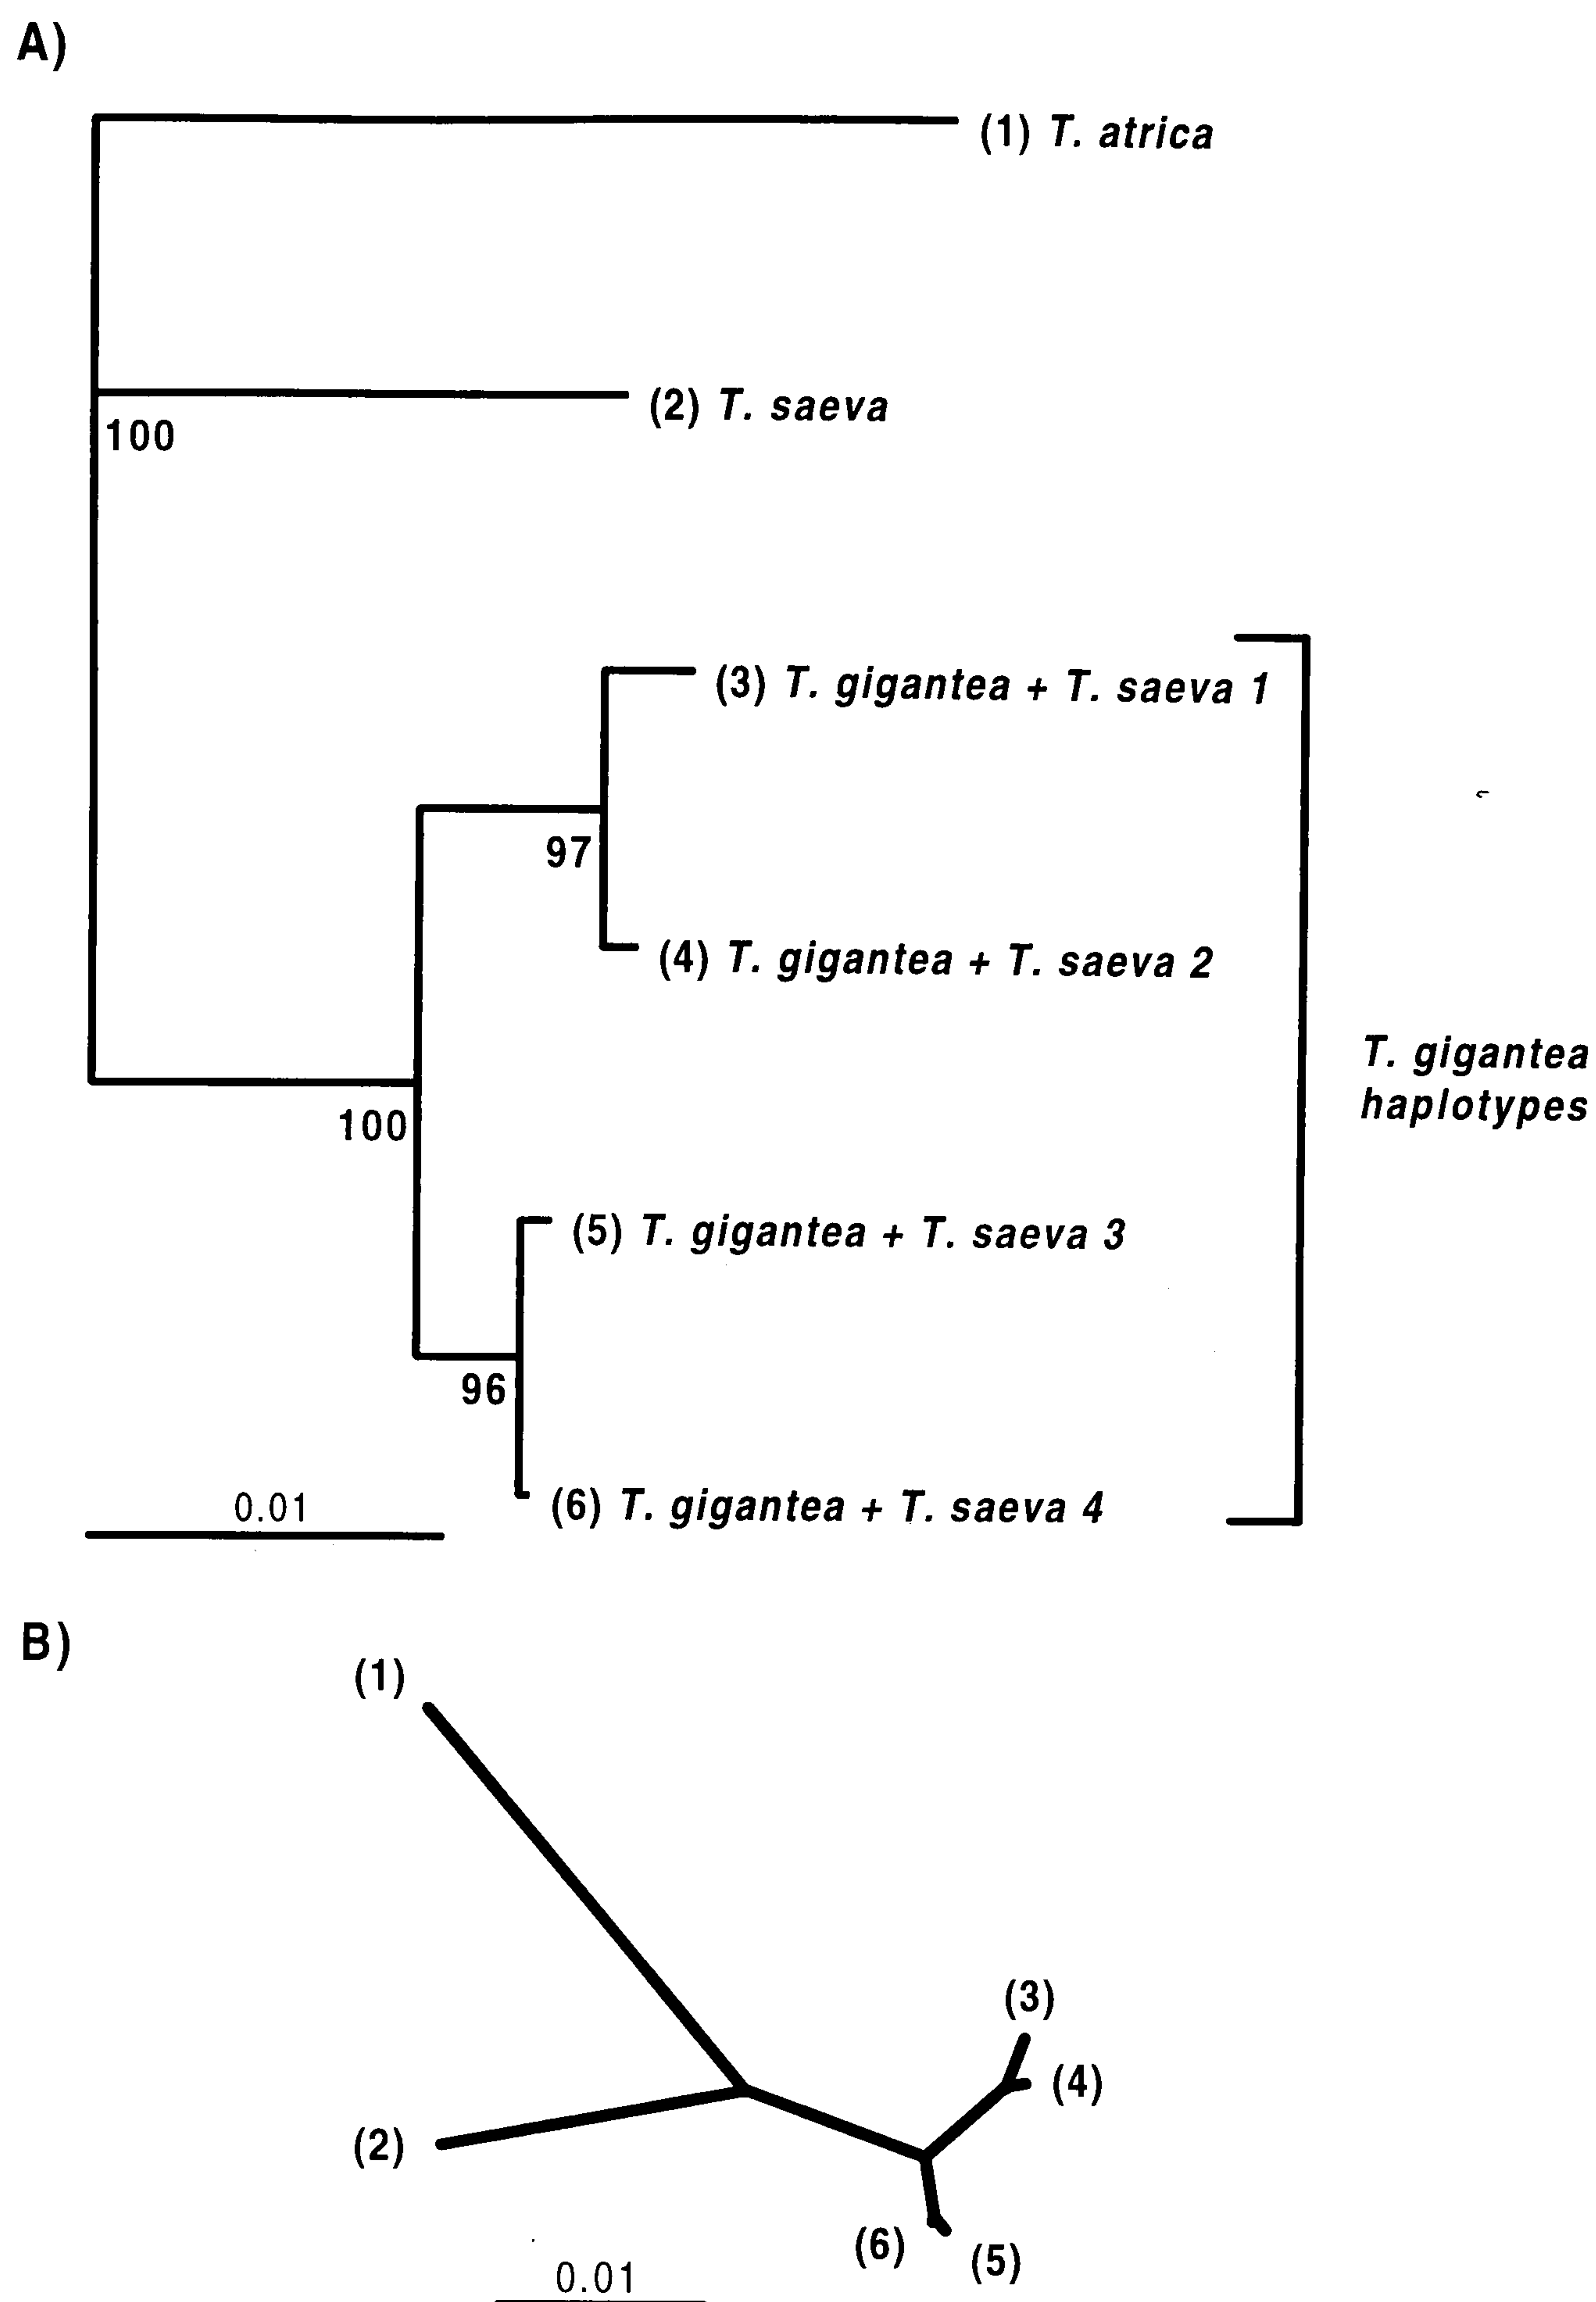 A)
(1) T. atrica
(2) T. saeva
100
(3) T. gigantea + T. saeva 1
97
(4) T. gigantea + T. saeva 2
T. gigantea
haplotypes
100
(5) T. gigantea + T. saeva 3
96
(6) T. gigantea + T. saeva 4
0.01
B)
(1)
(3)
(4)
(2)
(6)
(5)
0.01